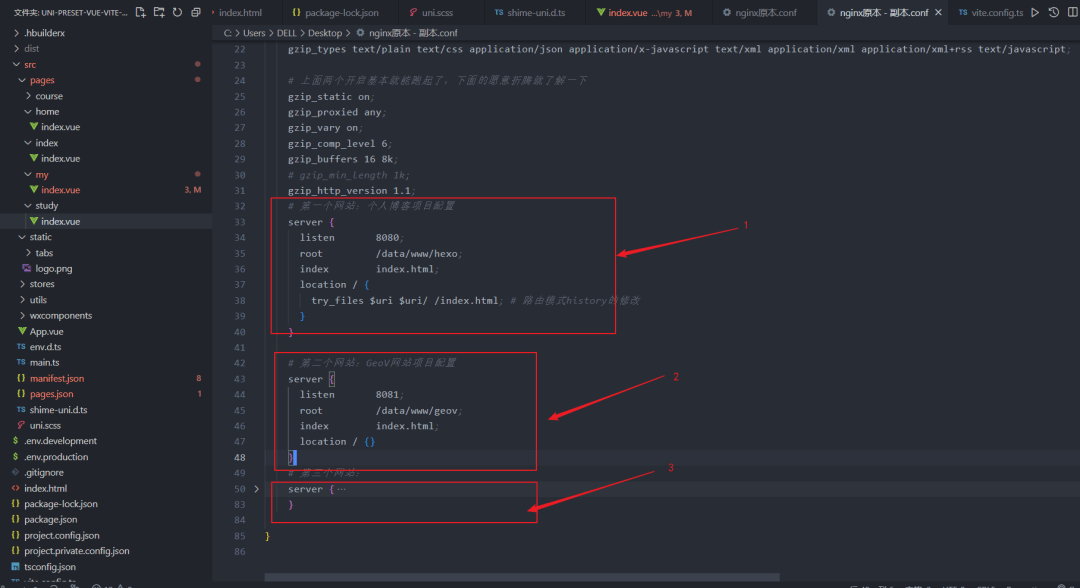 文件夹: UNI-PRESET-VUE-VITE-...
index.html
package-lock.json
uni.scss
TS shime-uni.d.ts
index.vue ...\my 3, M
nginx原本.conf
nginx原本 - 副本.conf
TS vite.config.ts
C: > Users > DELL > Desktop > nginx原本 - 副本.conf
.hbuilderx
dist
src
pages
course
home
index.vue
index
index.vue
my
index.vue 3, M
study
index.vue
static
tabs
logo.png
stores
utils
wxcomponents
App.vue
TS env.d.ts
TS main.ts
{} manifest.json 8
{} pages.json 1
TS shime-uni.d.ts
uni.scss
$ .env.development
$ .env.production
.gitignore
<> index.html
{} package-lock.json
{} package.json
{} project.config.json
{} project.private.config.json
tsconfig.json
22 gzip_types text/plain text/css application/json application/x-javascript text/xml application/xml application/xml+rss text/javascript;
23
24 # 上面两个开启基本就能跑起了，下面的愿意折腾就了解一下
25 gzip_static on;
26 gzip_proxied any;
27 gzip_vary on;
28 gzip_comp_level 6;
29 gzip_buffers 16 8k;
30 # gzip_min_length 1k;
31 gzip_http_version 1.1;
32 # 第一个网站：个人博客项目配置
33 server {
34 listen 8080;
35 root /data/www/hexo;
36 index index.html;
37 location / {
38 try_files $uri $uri/ /index.html; # 路由模式history的修改
39 }
40 }
41
42 # 第二个网站：GeoV网站项目配置
43 server {
44 listen 8081;
45 root /data/www/geov;
46 index index.html;
47 location / {}
48 }
49 # 第三个网站：
50 server { ...
83 }
84
85 }
86
1
2
3